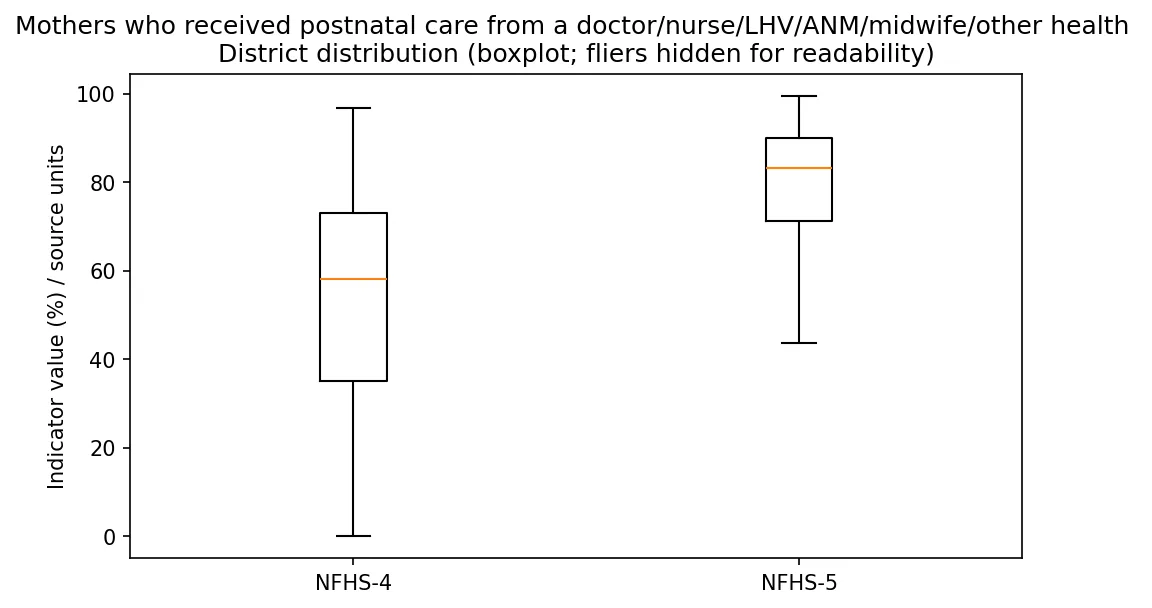 Mothers who received postnatal care from a doctor/nurse/LHV/ANM/midwife/other health
District distribution (boxplot; fliers hidden for readability)
Indicator value (%) / source units
100
80
60
40
20
0
NFHS-4
NFHS-5